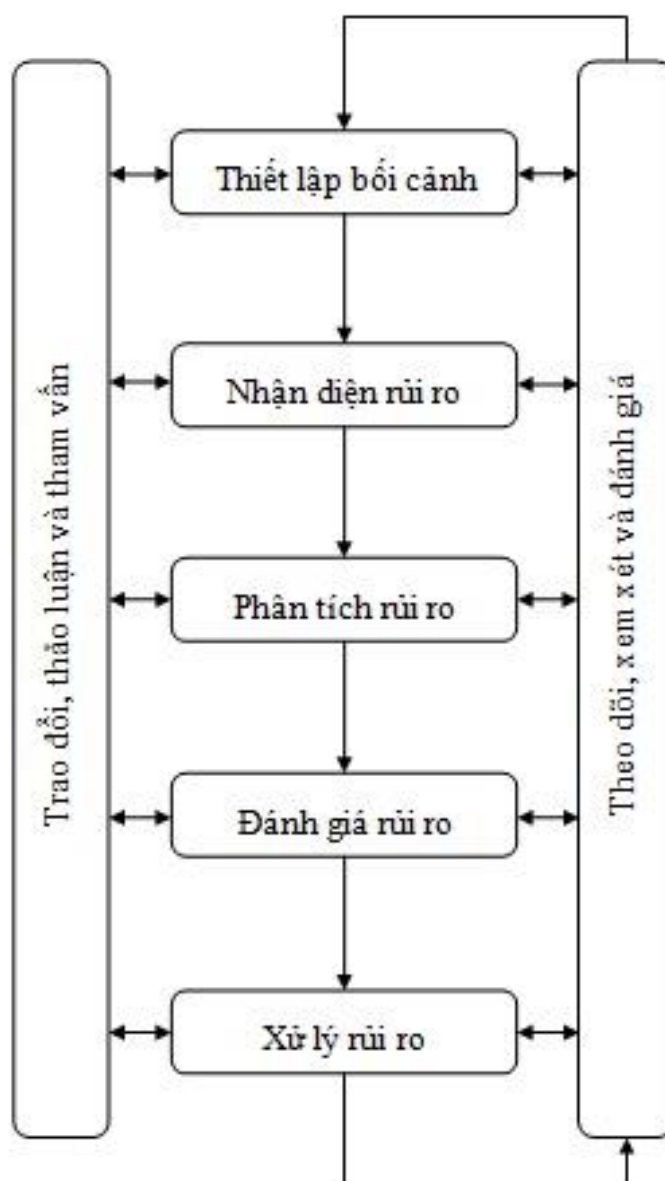 Thiết lập bối cảnh
Nhận diện rủi ro
Phân tích rủi ro
Đánh giá rủi ro
Xử lý rủi ro
Trao đổi, thảo luận và tham vấn
Theo dõi, xem xét và đánh giá